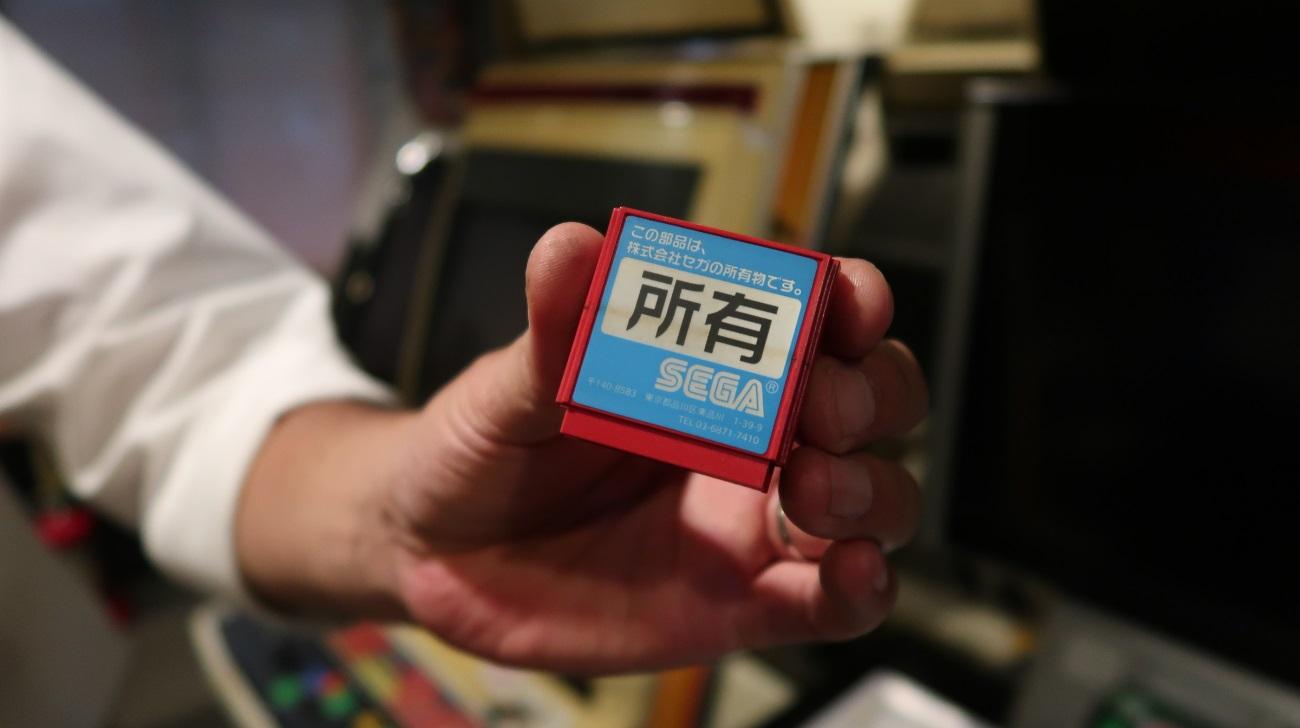 この部品は、
株式会社セガの所有物です。
所有
SEGA®
〒140-8583 東京都品川区東品川 1-39-9
TEL 03-6871-7410